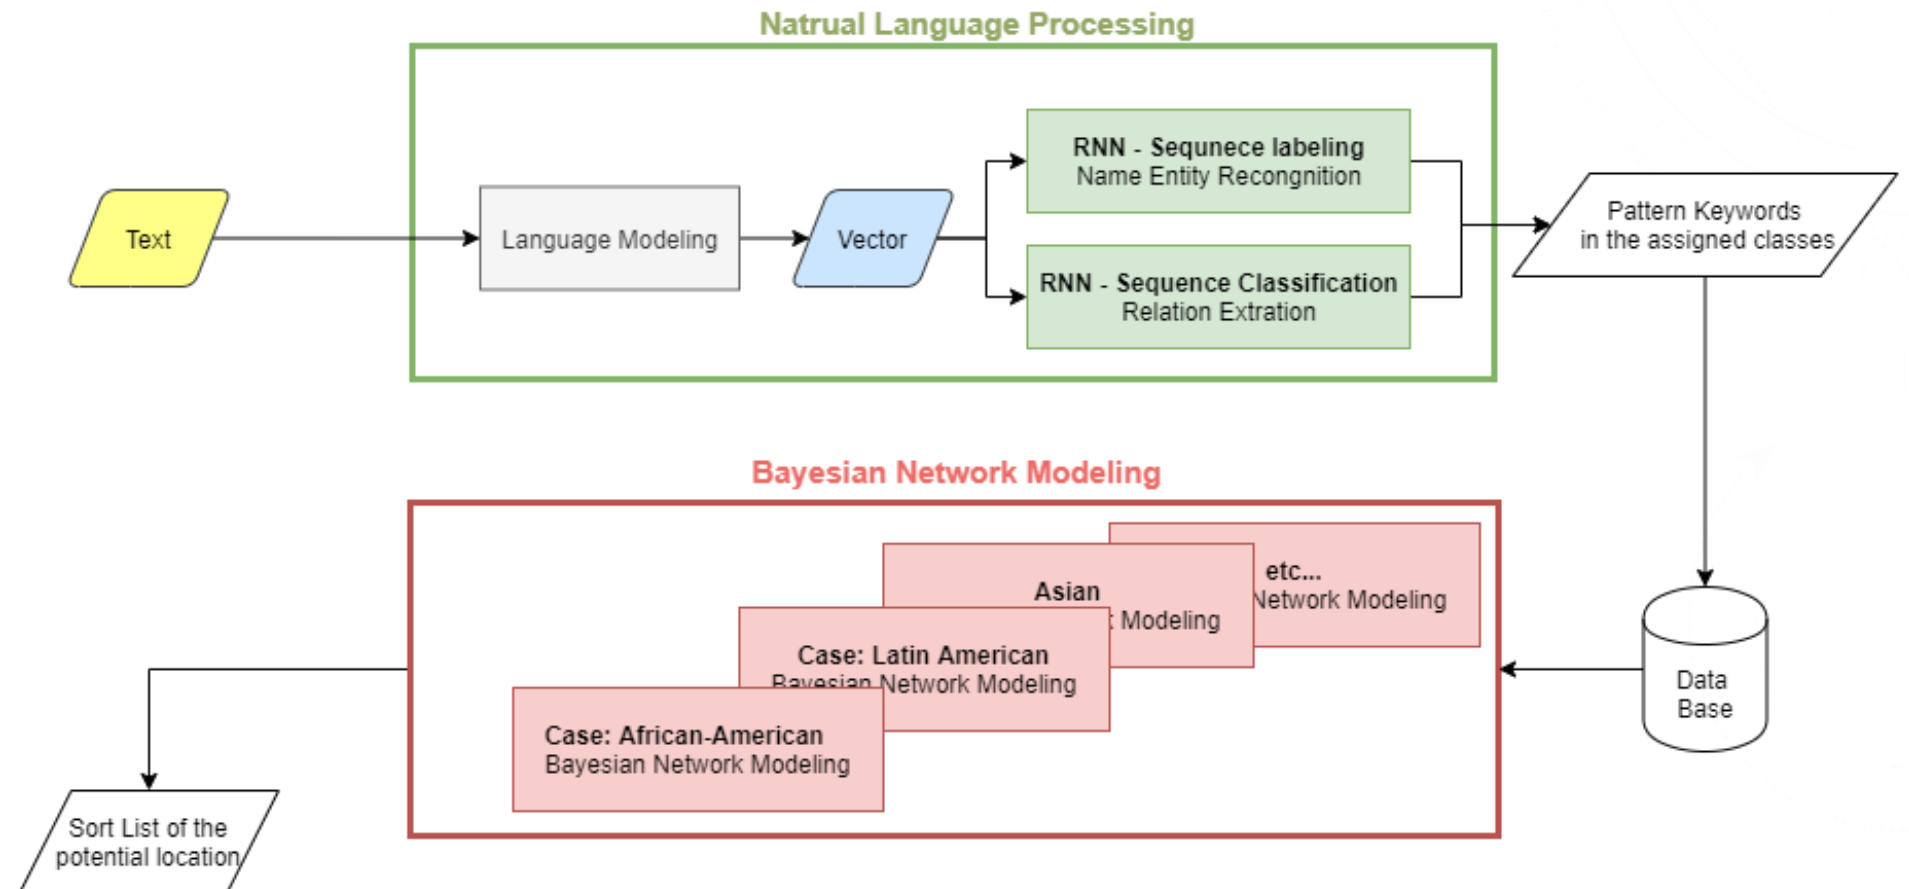 Natrual Language Processing
Text
Language Modeling
Vector
RNN - Sequnece labeling
Name Entity Recongnition
RNN - Sequence Classification
Relation Extration
Pattern Keywords
in the assigned classes
Bayesian Network Modeling
etc...
Network Modeling
Asian
Modeling
Case: Latin American
Bayesian Network Modeling
Case: African-American
Bayesian Network Modeling
Data
Base
Sort List of the
potential location